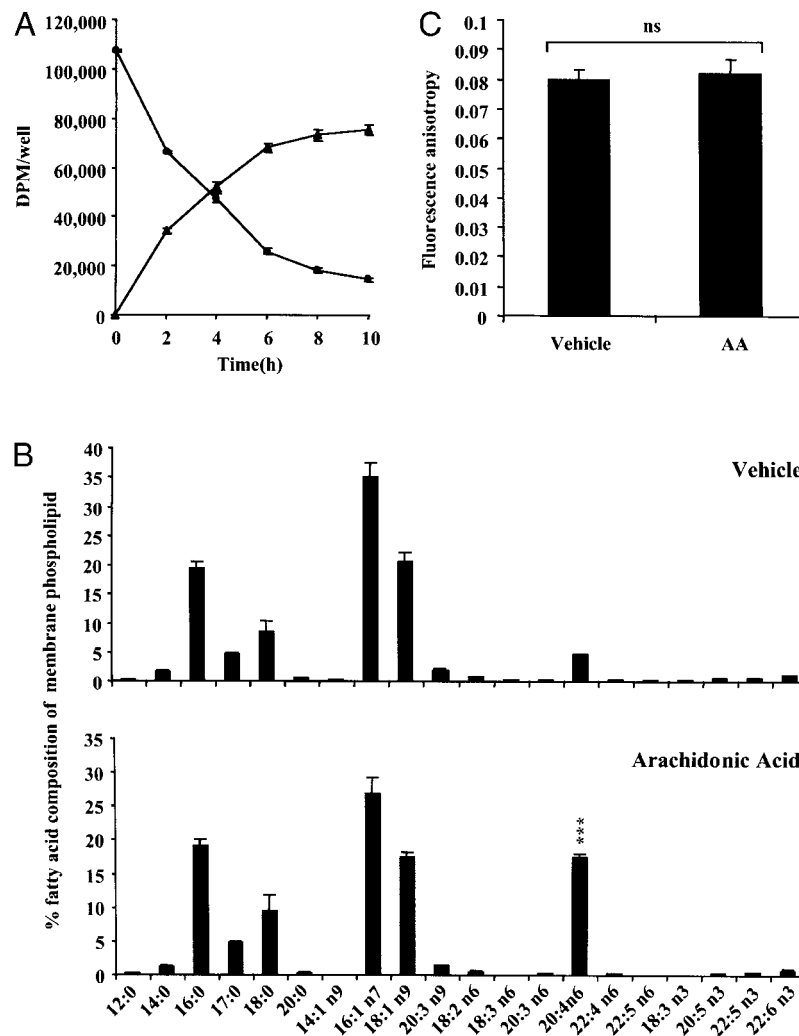 A
120,000
100,000
80,000
60,000
40,000
20,000
0
DPM/well
0 2 4 6 8 10
Time(h)
C
ns
0.1
0.09
0.08
0.07
0.06
0.05
0.04
0.03
0.02
0.01
0
Fluorescence anisotropy
Vehicle AA
B
% fatty acid composition of membrane phospholipid
40
35
30
25
20
15
10
5
0
Vehicle
35
30
25
20
15
10
5
0
Arachidonic Acid
***
12:0
14:0
16:0
17:0
18:0
20:0
14:1 n9
16:1 n7
18:1 n9
20:3 n9
18:2 n6
18:3 n6
20:3 n6
20:4n6
22:4 n6
22:5 n6
18:3 n3
20:5 n3
22:5 n3
22:6 n3